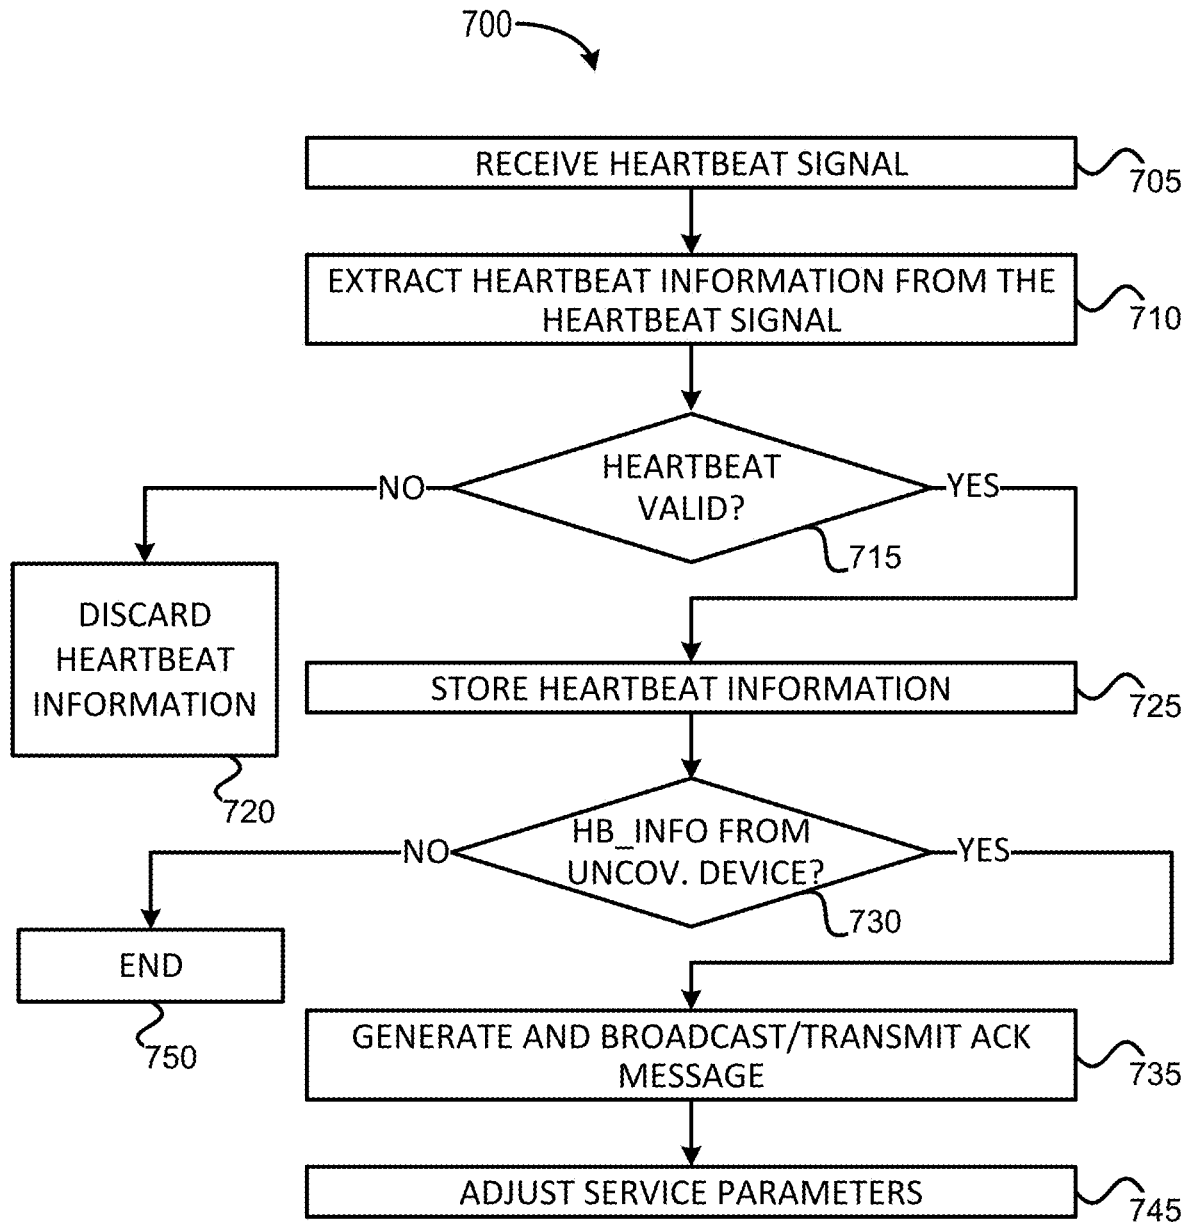 700
RECEIVE HEARTBEAT SIGNAL
705
EXTRACT HEARTBEAT INFORMATION FROM THE
HEARTBEAT SIGNAL
710
HEARTBEAT
VALID?
NO
YES
715
DISCARD
HEARTBEAT
INFORMATION
720
STORE HEARTBEAT INFORMATION
725
HB_INFO FROM
UNCOV. DEVICE?
NO
YES
730
END
750
GENERATE AND BROADCAST/TRANSMIT ACK
MESSAGE
735
ADJUST SERVICE PARAMETERS
745